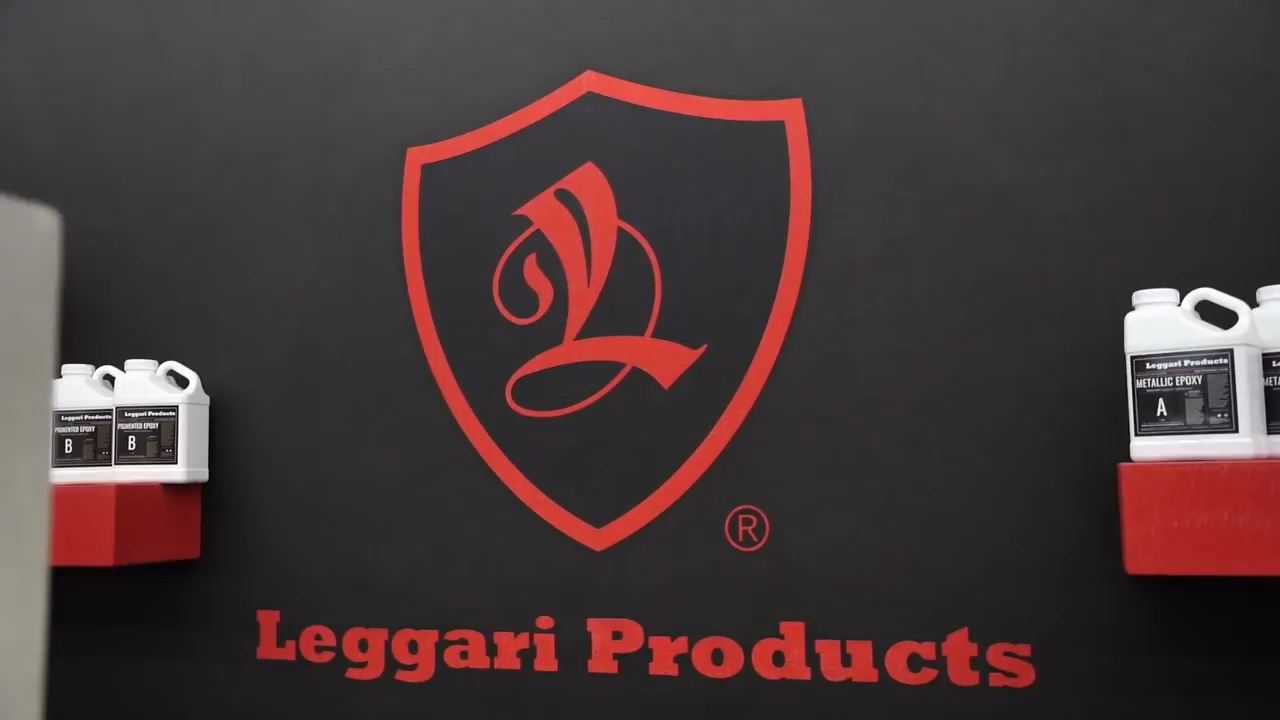 L
®
Leggari Products
Leggari Products
PIGMENTED EPOXY
B
Leggari Products
PIGMENTED EPOXY
B
Leggari Products
METALLIC EPOXY
A